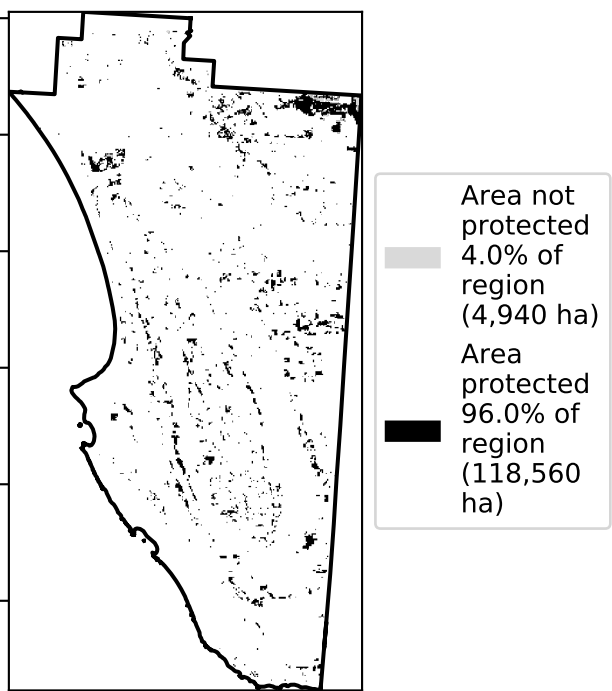 Area not
protected
4.0% of
region
(4,940 ha)
Area
protected
96.0% of
region
(118,560
ha)